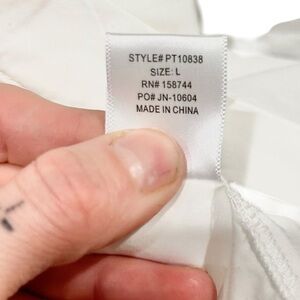 STYLE# PT10838
SIZE: L
RN# 158744
PO# JN-10604
MADE IN CHINA